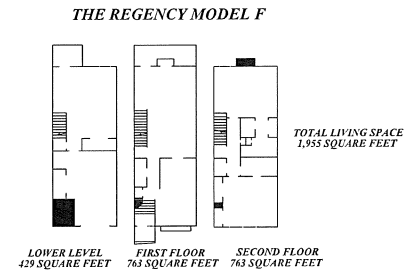 THE REGENCY MODEL F
TOTAL LIVING SPACE
1,955 SQUARE FEET
LOWER LEVEL
429 SQUARE FEET
FIRST FLOOR
763 SQUARE FEET
SECOND FLOOR
763 SQUARE FEET